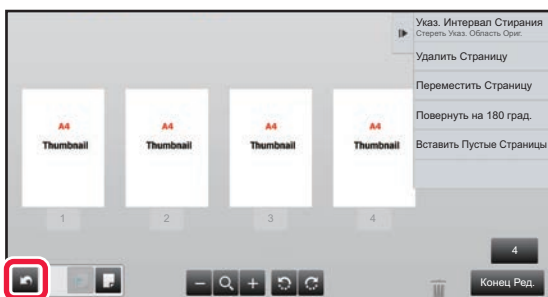 Указ. Интервал Стирания
Стереть Указ. Область Ориг.
Удалить Страницу
Переместить Страницу
Повернуть на 180 град.
Вставить Пустые Страницы
A4 A4 A4 A4
Thumbnail Thumbnail Thumbnail Thumbnail
1 2 3 4
4
Конец Ред.